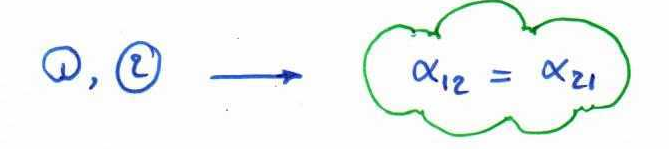 ①, ② → α₁₂ = α₂₁